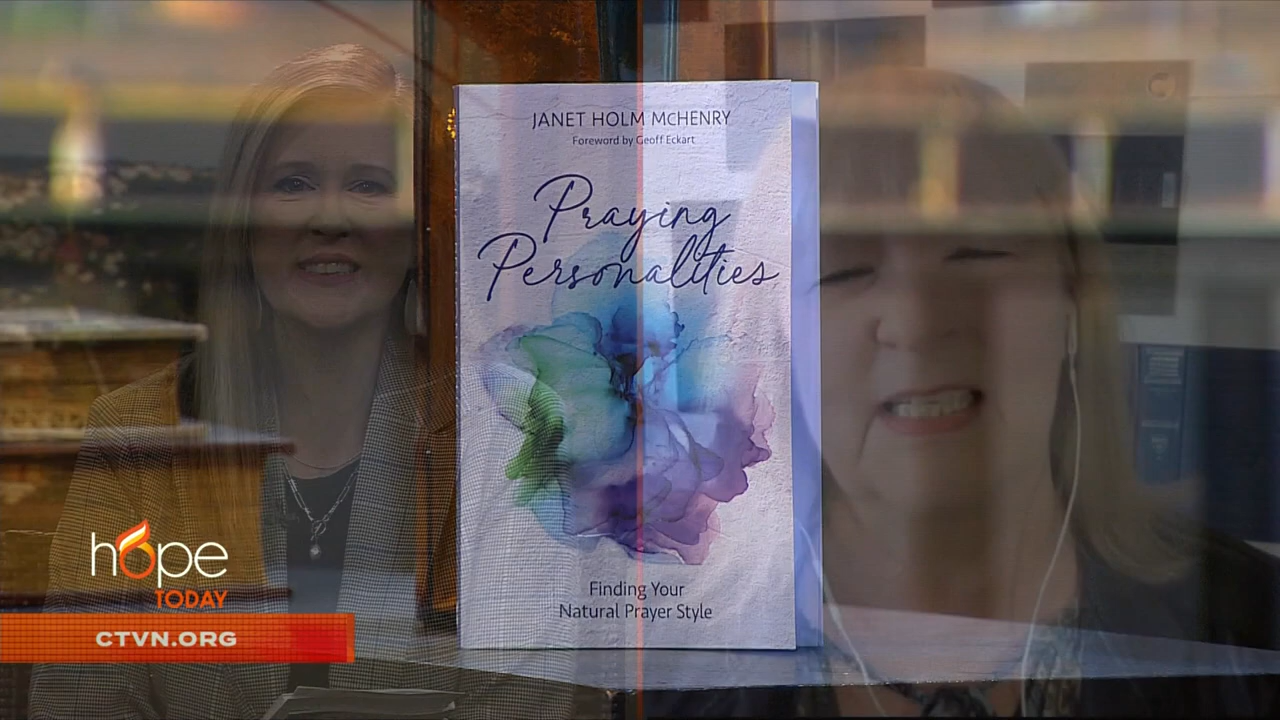 JANET HOLM McHENRY
Foreword by Geoff Eckart
Praying
Personalities
Finding Your
Natural Prayer Style
hope
TODAY
CTVN.ORG